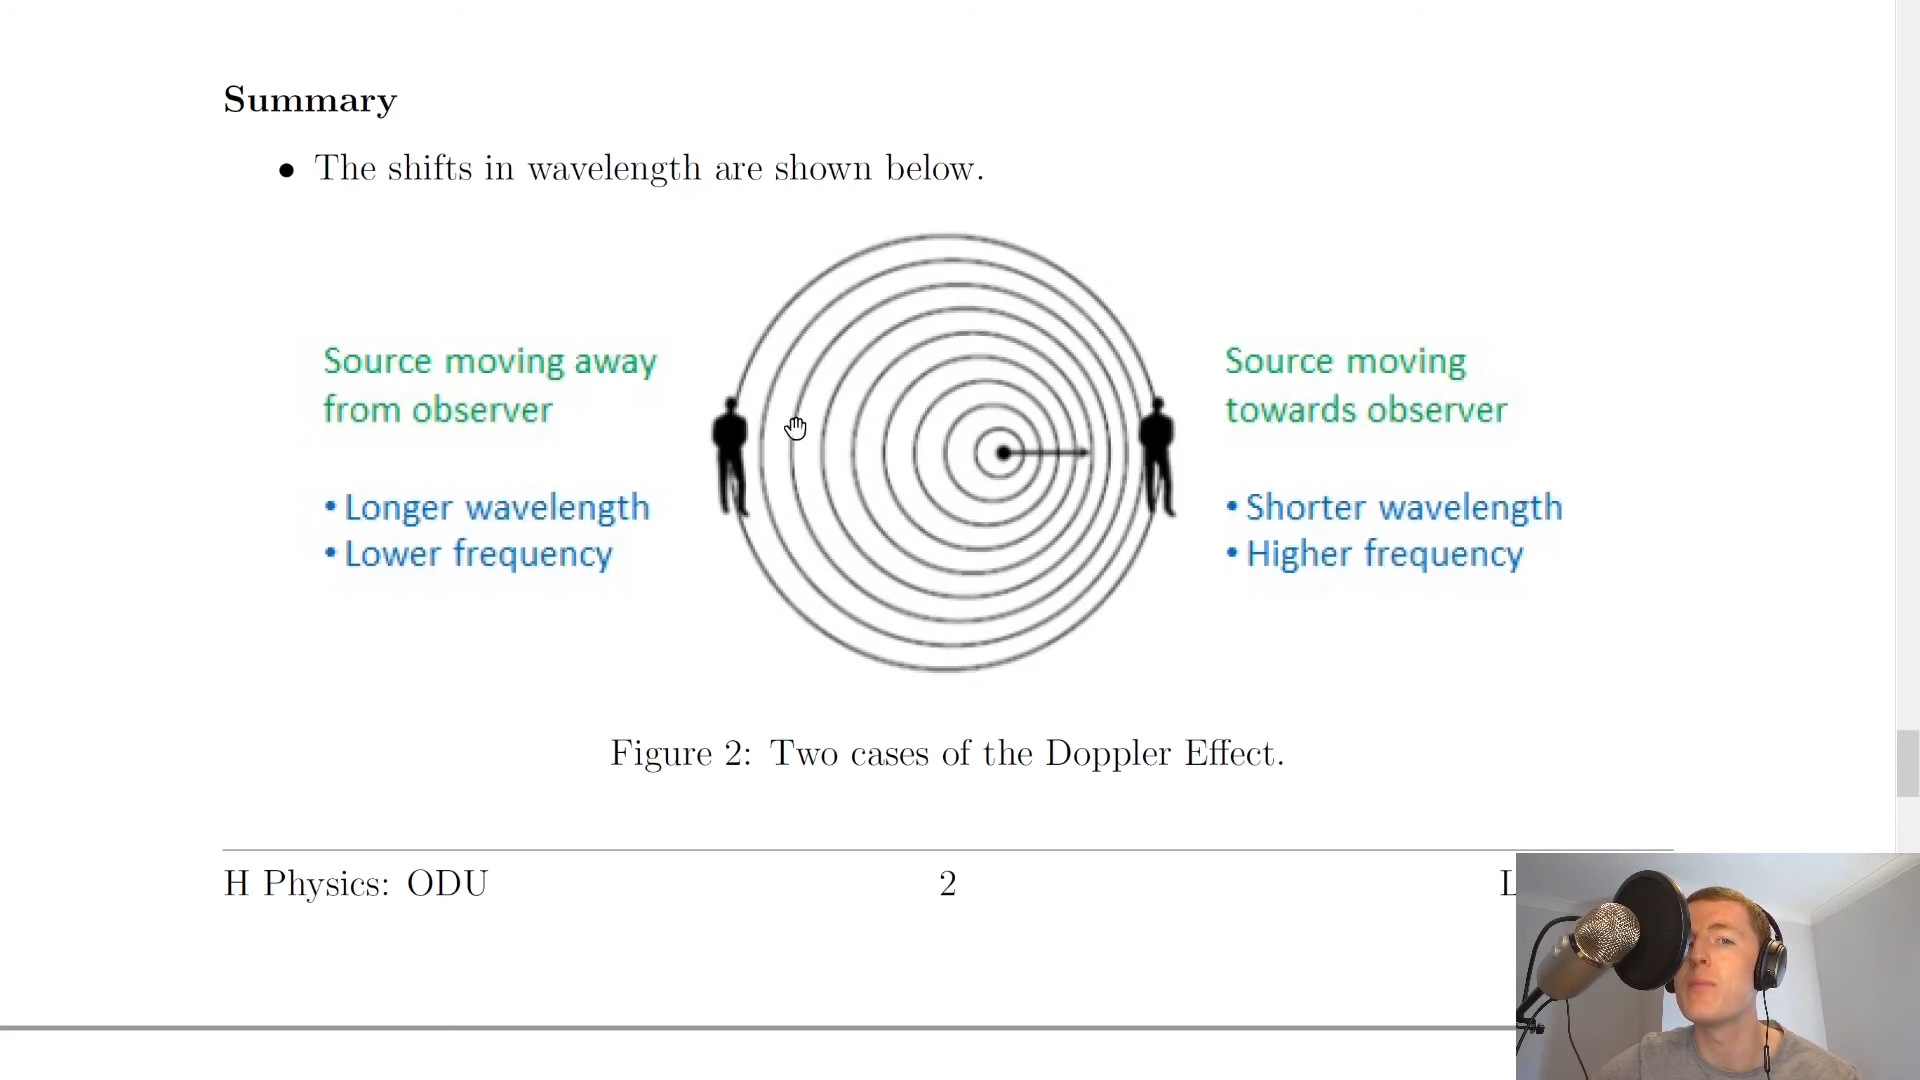 Summary
• The shifts in wavelength are shown below.
Source moving away
from observer
• Longer wavelength
• Lower frequency
Source moving
towards observer
• Shorter wavelength
• Higher frequency
Figure 2: Two cases of the Doppler Effect.
H Physics: ODU
2
L